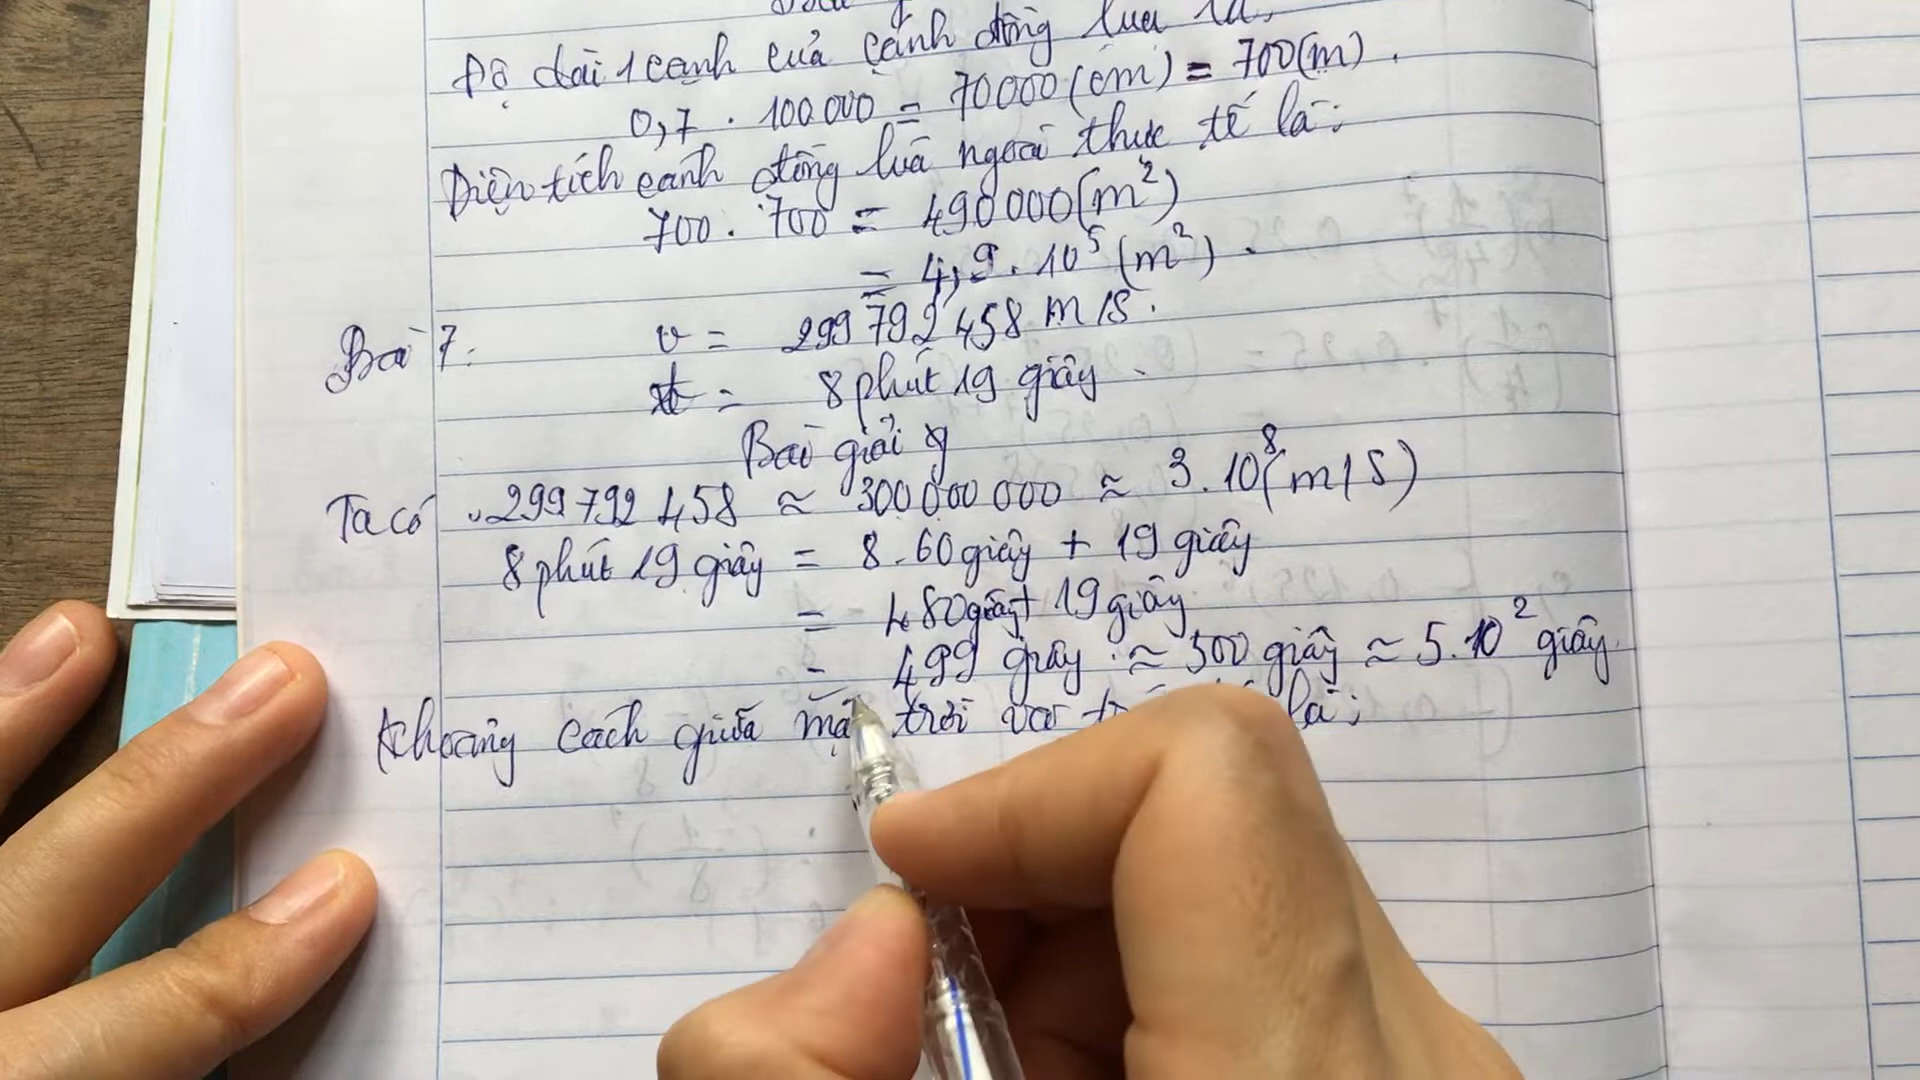 Độ dài 1 cạnh của cánh đồng lúa là:
0,7 . 100000 = 70000 (cm) = 700 (m).
Diện tích cánh đồng lúa ngoài thực tế là:
700 . 700 = 490000 (m²)
= 4,9 . 10⁵ (m²).
Bài 7: v = 299 792 458 m/s.
t = 8 phút 19 giây.
Bài giải
Ta có 299 792 458 ≈ 300 000 000 ≈ 3.10⁸ (m/s)
8 phút 19 giây = 8.60 giây + 19 giây
= 480 giây + 19 giây
= 499 giây ≈ 500 giây ≈ 5.10² giây.
Khoảng cách giữa mặt trời và là: